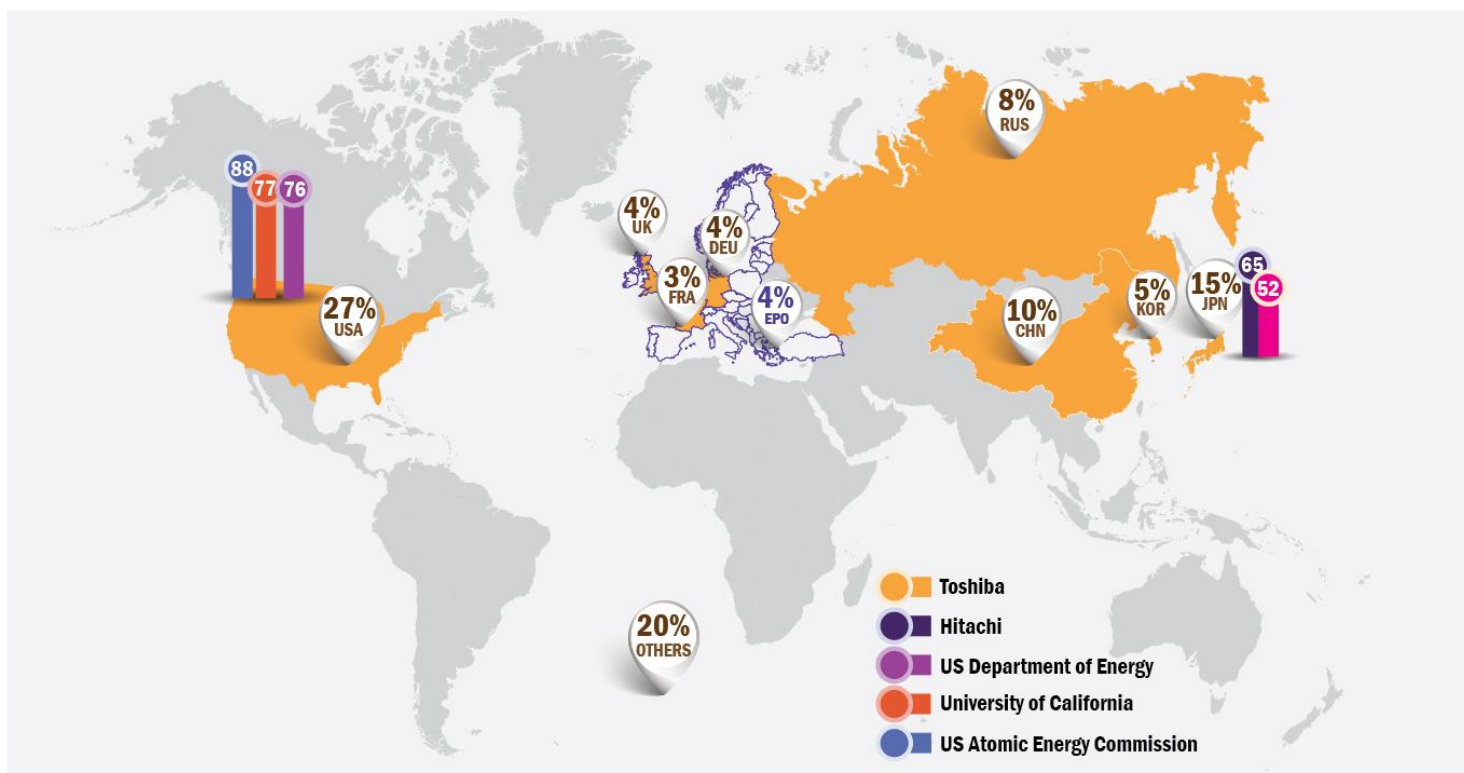 8%
RUS
88
77
76
4%
UK
4%
DEU
3%
FRA
4%
EPO
27%
USA
10%
CHN
5%
KOR
15%
JPN
65
52
20%
OTHERS
Toshiba
Hitachi
US Department of Energy
University of California
US Atomic Energy Commission